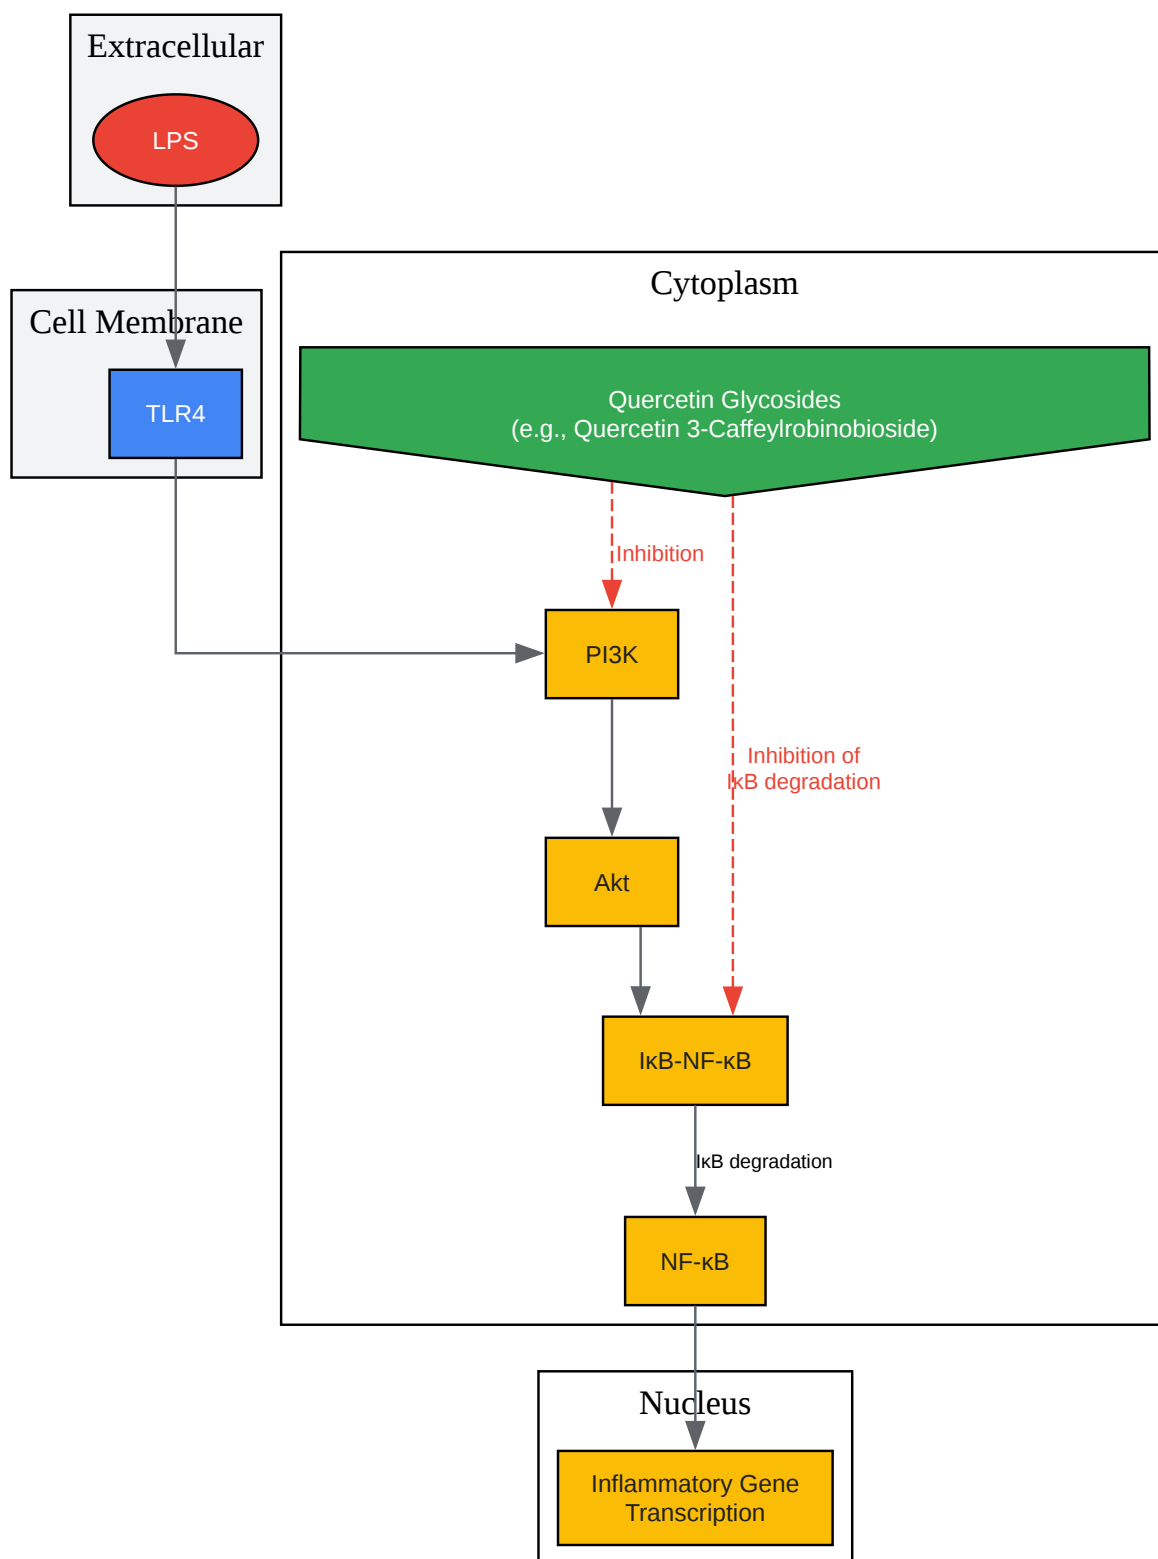 Extracellular
LPS
Cytoplasm
Cell Membrane
TLR4
Quercetin Glycosides
(e.g., Quercetin 3-Caffeylrobinobioside)
Inhibition
PI3K
Inhibition of
IκB degradation
Akt
IκB-NF-κB
IκB degradation
NF-κB
Nucleus
Inflammatory Gene
Transcription